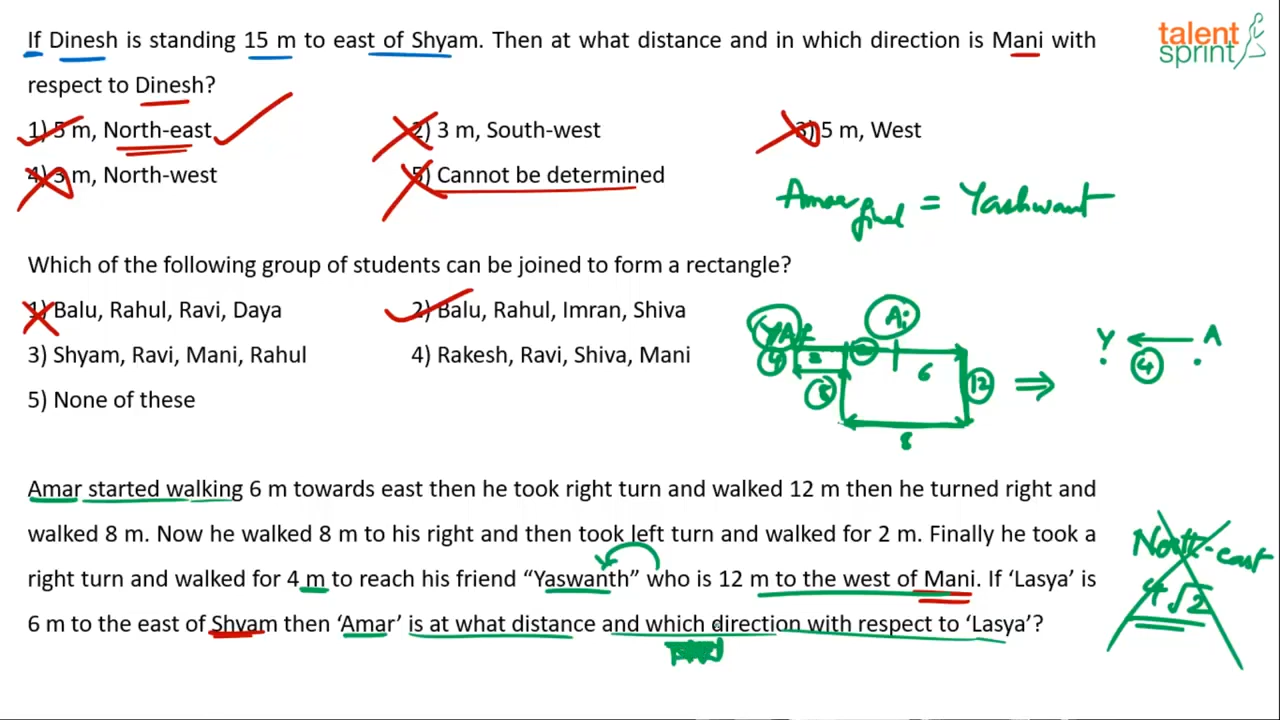 talent
sprint
If Dinesh is standing 15 m to east of Shyam. Then at what distance and in which direction is Mani with
respect to Dinesh?
1) 5 m, North-east 2) 3 m, South-west 3) 5 m, West
4) 3 m, North-west 5) Cannot be determined
Amar final = Yashwant
Which of the following group of students can be joined to form a rectangle?
1) Balu, Rahul, Ravi, Daya 2) Balu, Rahul, Imran, Shiva
Ai
Y A
3) Shyam, Ravi, Mani, Rahul 4) Rakesh, Ravi, Shiva, Mani
4 2 6 4
8 12
5) None of these
8
Amar started walking 6 m towards east then he took right turn and walked 12 m then he turned right and
walked 8 m. Now he walked 8 m to his right and then took left turn and walked for 2 m. Finally he took a
North-east
right turn and walked for 4 m to reach his friend “Yaswanth” who is 12 m to the west of Mani. If ‘Lasya’ is
4√2
6 m to the east of Shyam then ‘Amar’ is at what distance and which direction with respect to ‘Lasya’?